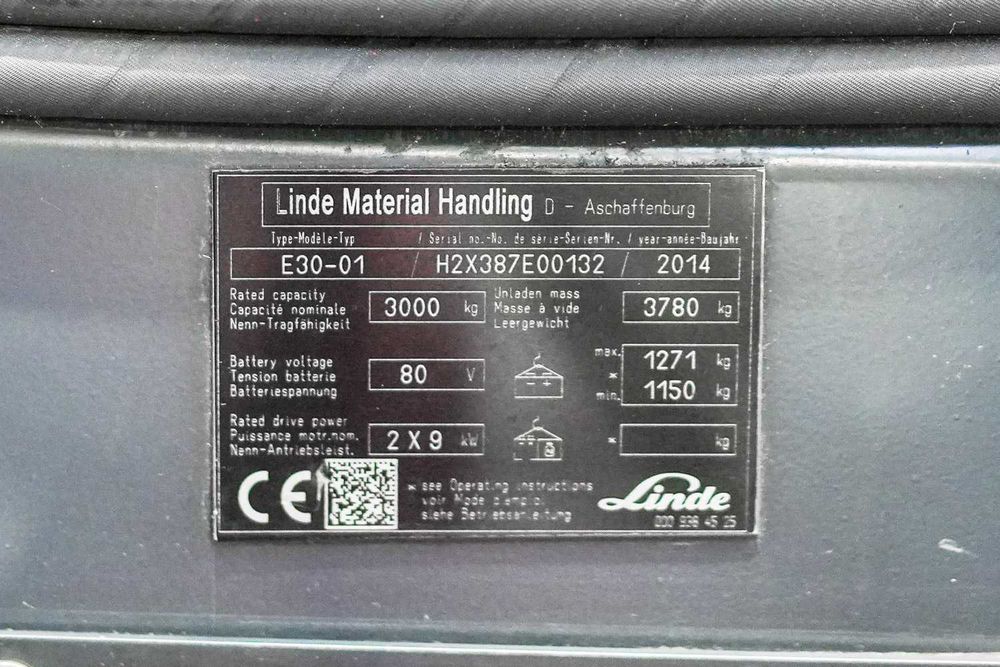 Linde Material Handling D - Aschaffenburg
Type-Modèle-Typ / Serial no.-No. de série-Serien-Nr. / year-année-Baujahr
E30-01 / H2X387E00132 / 2014
Rated capacity
Capacité nominale
Nenn-Tragfähigkeit
3000 kg
Unladen mass
Masse à vide
Leergewicht
3780 kg
Battery voltage
Tension batterie
Batteriespannung
80 V
- +
max. 1271 kg
*
min. 1150 kg
Rated drive power
Puissance motr.nom.
Nenn-Antriebsleist.
2 X 9 kW
* kg
CE
* see Operating instructions
voir Mode d'emploi
siehe Betriebsanleitung
Linde
000 936 45 25